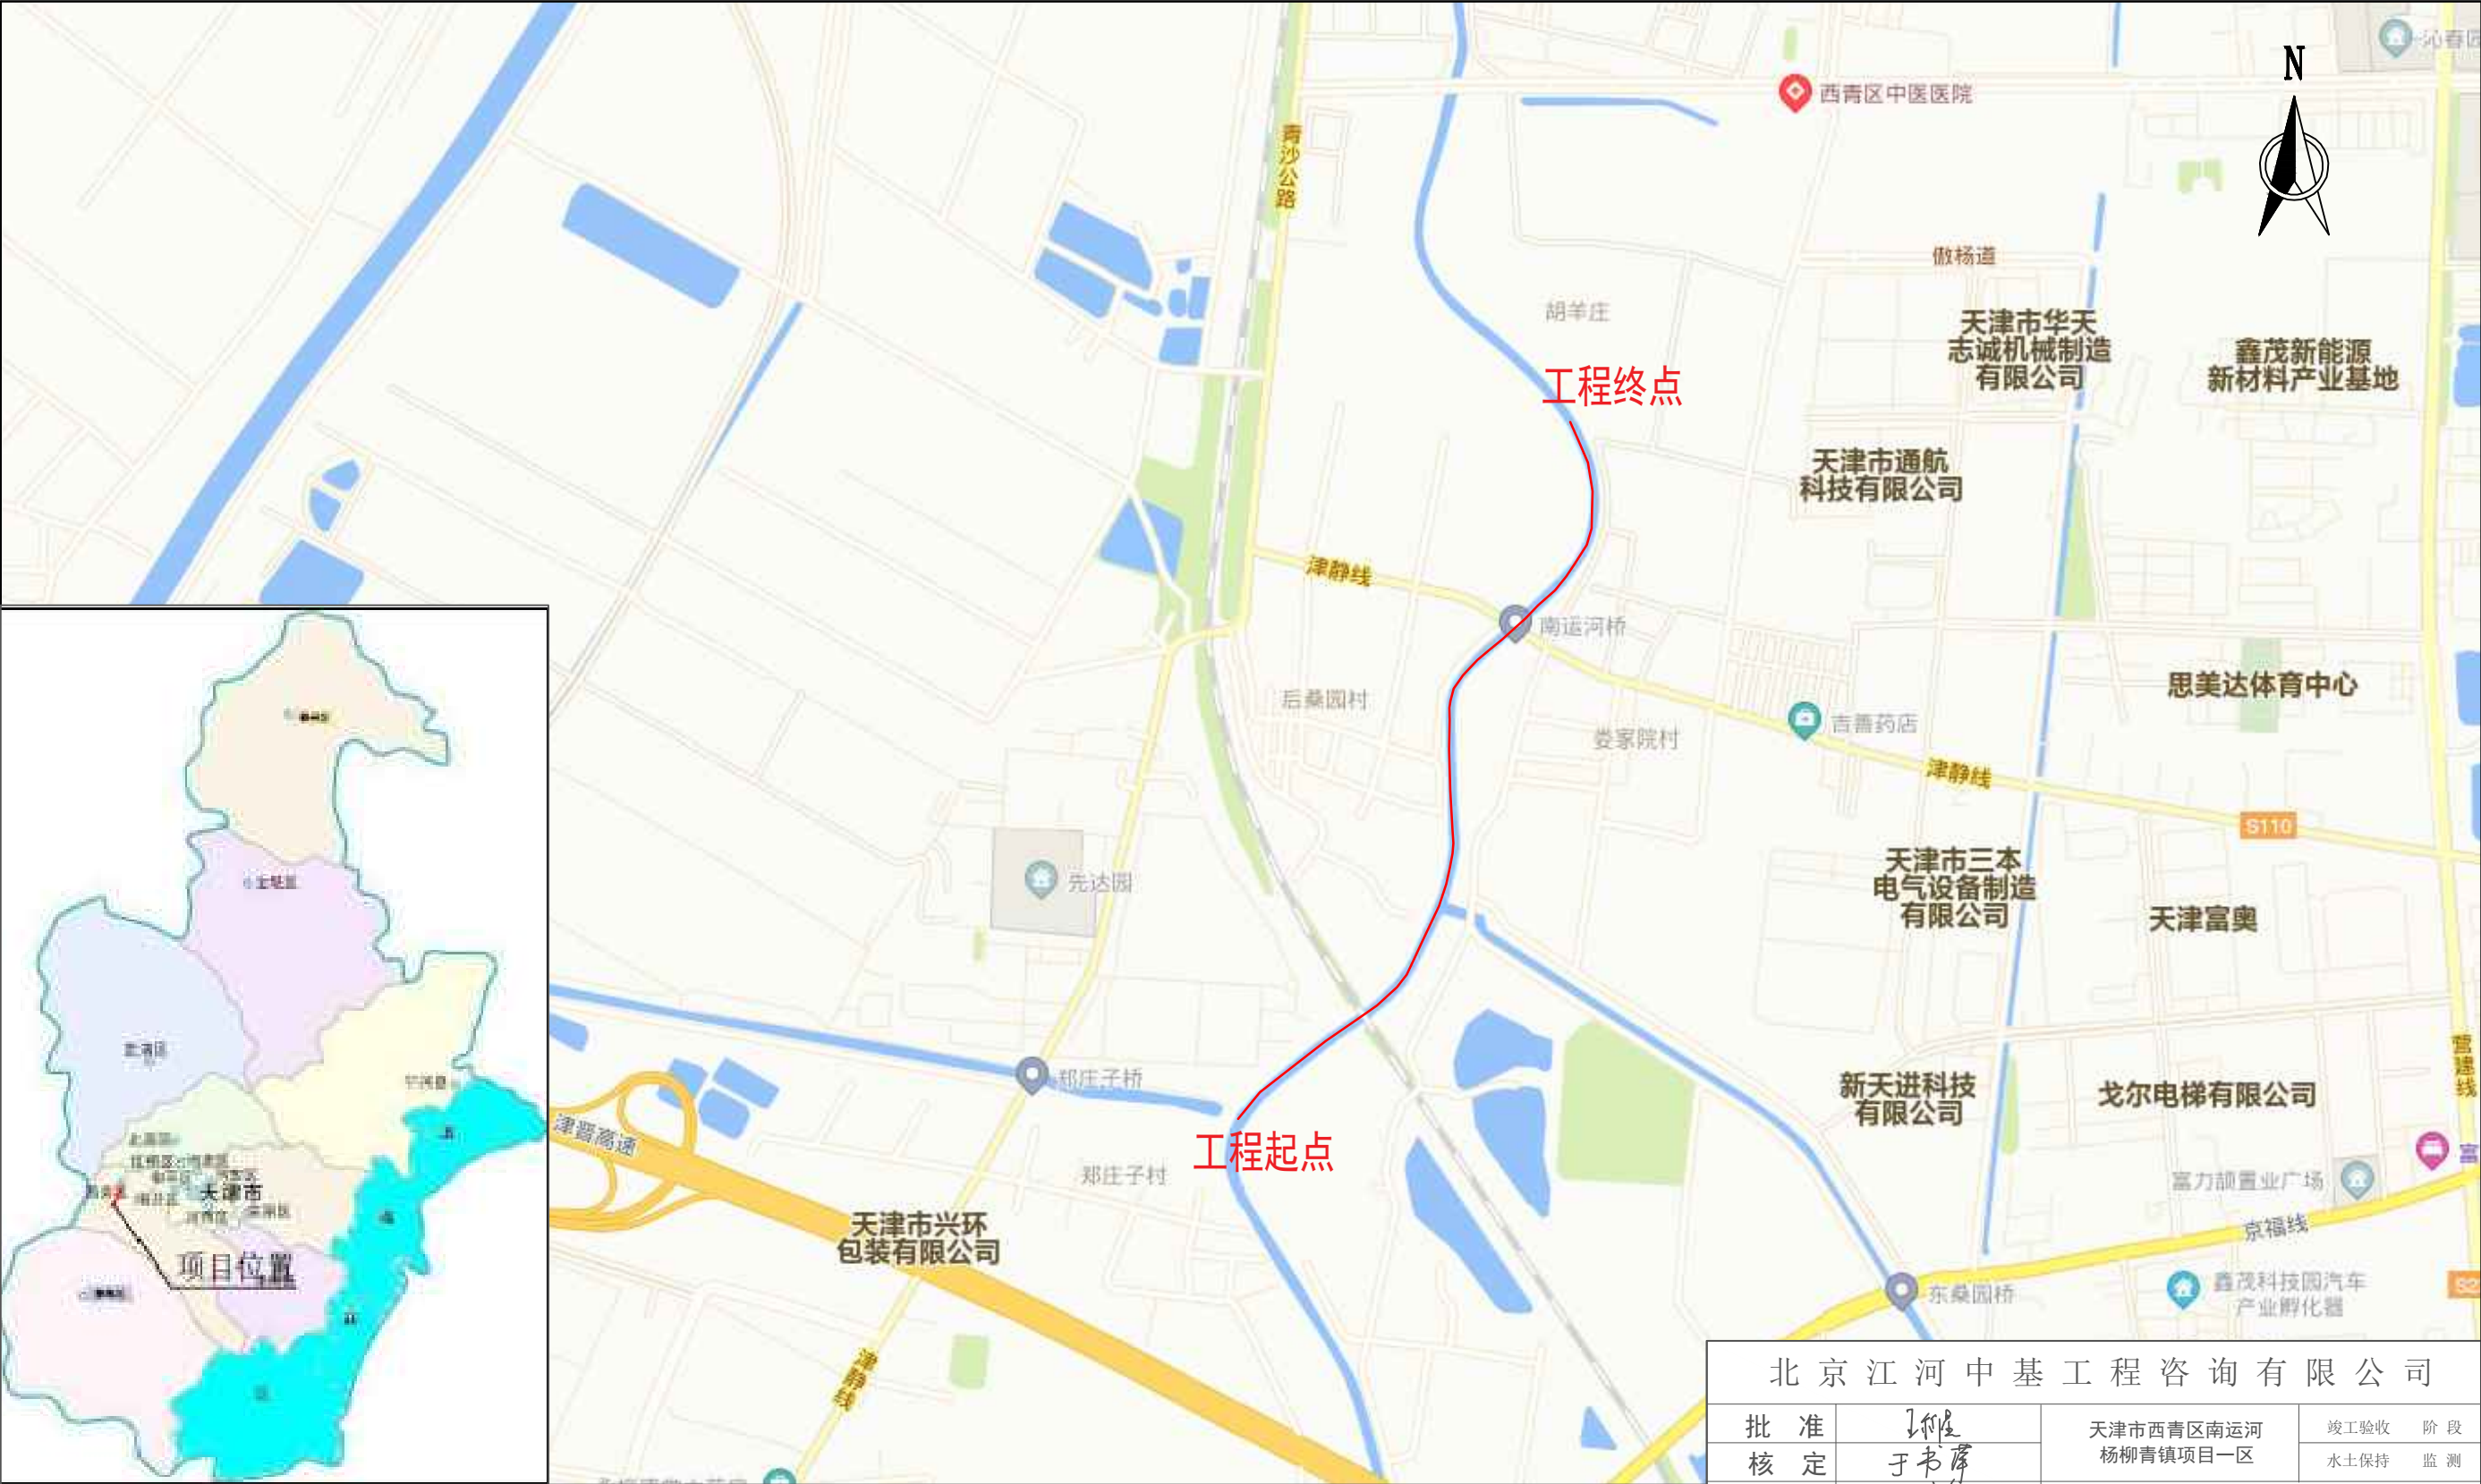 沁春园
N
西青区中医医院
青沙公路
傲杨道
胡羊庄
天津市华天
志诚机械制造
有限公司
鑫茂新能源
新材料产业基地
工程终点
天津市通航
科技有限公司
津静线
南运河桥
后桑园村
思美达体育中心
吉善药店
娄家院村
津静线
S110
天津市三本
电气设备制造
有限公司
先达园
天津富奥
营建线
郑庄子桥
新天进科技
有限公司
戈尔电梯有限公司
津晋高速
工程起点
郑庄子村
富
富力颉置业广场
天津市兴环
包装有限公司
京福线
东桑园桥
鑫茂科技园汽车
产业孵化器
S2
津静线
天津市
项目位置
北京江河中基工程咨询有限公司
批 准
天津市西青区南运河
杨柳青镇项目一区
竣工验收 阶段
核 定
于书萍
水土保持 监测